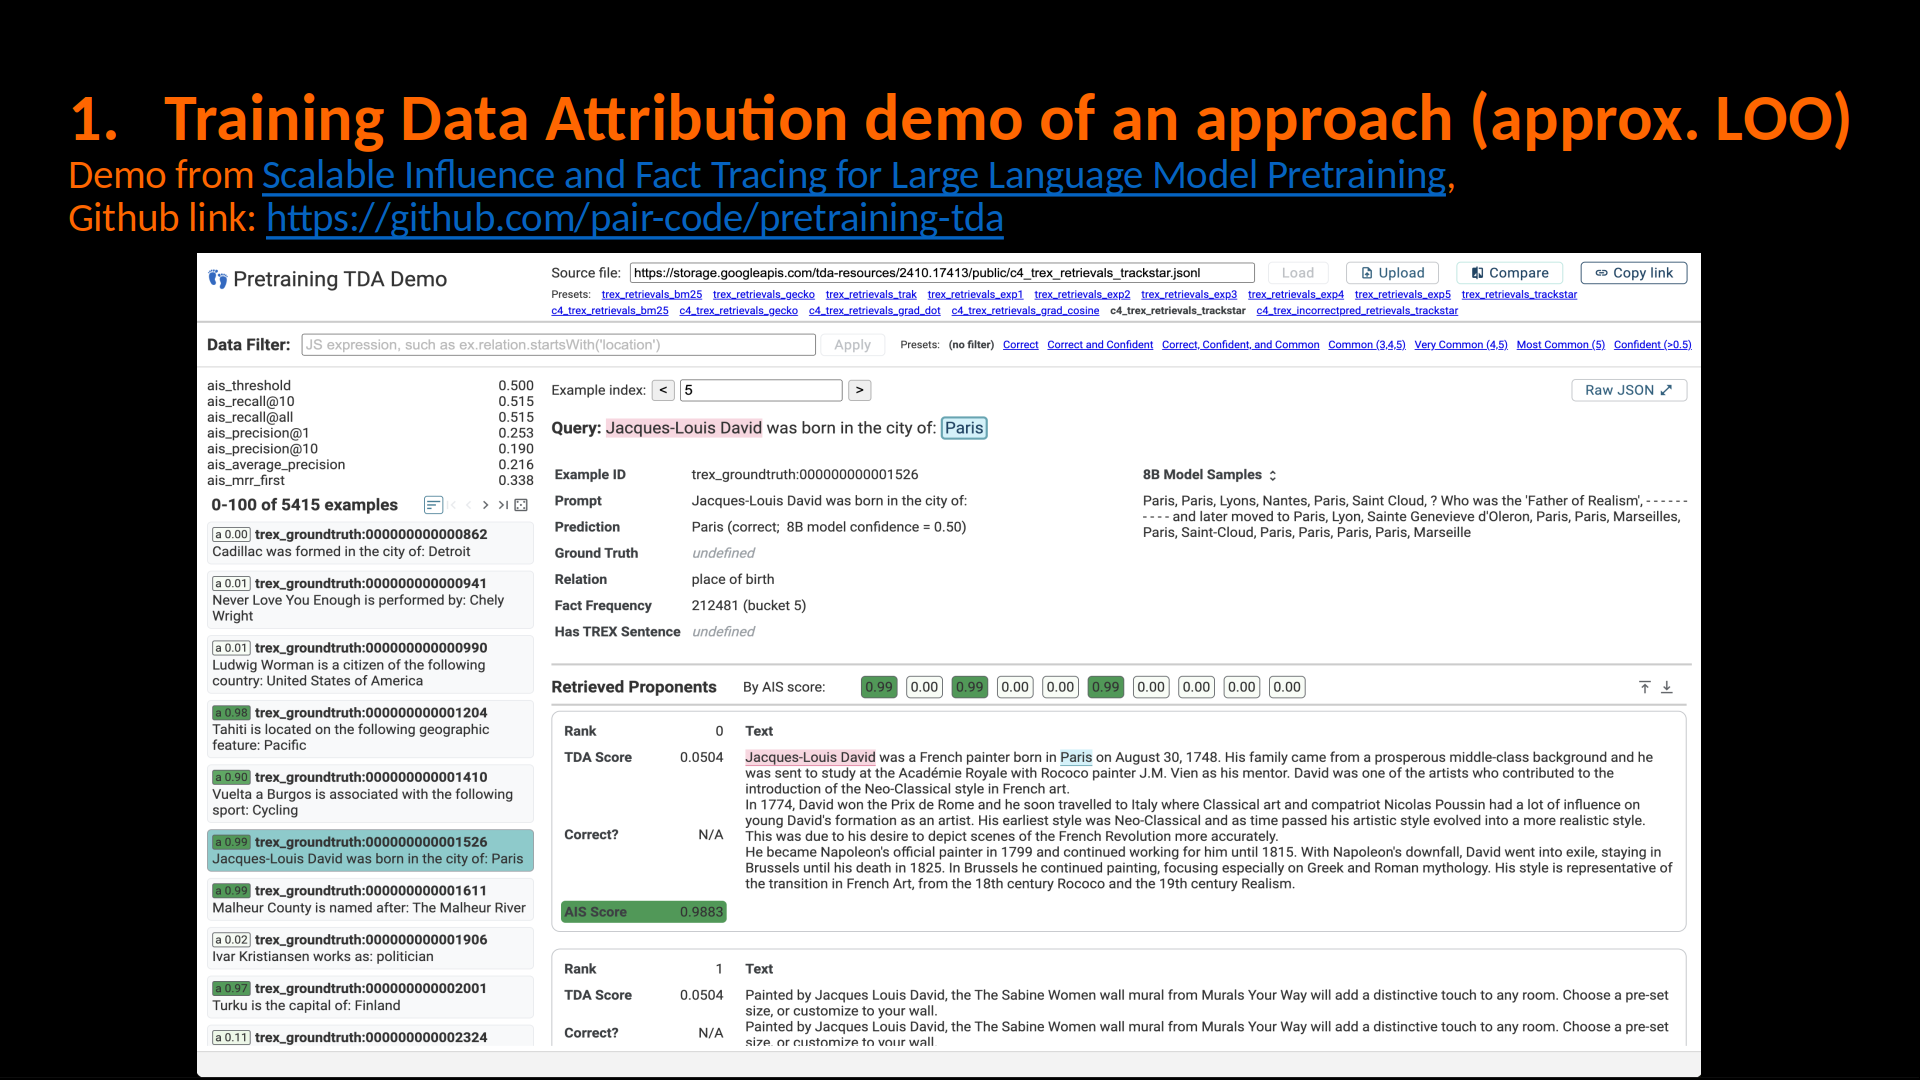 1. Training Data Attribution demo of an approach (approx. LOO)
Demo from Scalable Influence and Fact Tracing for Large Language Model Pretraining,
Github link: https://github.com/pair-code/pretraining-tda
Pretraining TDA Demo
Source file: https://storage.googleapis.com/tda-resources/2410.17413/public/c4_trex_retrievals_trackstar.jsonl Load Upload Compare Copy link
Presets: trex_retrievals_bm25 trex_retrievals_gecko trex_retrievals_trak trex_retrievals_exp1 trex_retrievals_exp2 trex_retrievals_exp3 trex_retrievals_exp4 trex_retrievals_exp5 trex_retrievals_trackstar
c4_trex_retrievals_bm25 c4_trex_retrievals_gecko c4_trex_retrievals_grad_dot c4_trex_retrievals_grad_cosine c4_trex_retrievals_trackstar c4_trex_incorrectpred_retrievals_trackstar
Data Filter: JS expression, such as ex.relation.startsWith('location') Apply Presets: (no filter) Correct Correct and Confident Correct, Confident, and Common Common (3,4,5) Very Common (4,5) Most Common (5) Confident (>0.5)
ais_threshold 0.500
ais_recall@10 0.515
ais_recall@all 0.515
ais_precision@1 0.253
ais_precision@10 0.190
ais_average_precision 0.216
ais_mrr_first 0.338
0-100 of 5415 examples
a 0.00 trex_groundtruth:000000000000862
Cadillac was formed in the city of: Detroit
a 0.01 trex_groundtruth:000000000000941
Never Love You Enough is performed by: Chely
Wright
a 0.01 trex_groundtruth:000000000000990
Ludwig Worman is a citizen of the following
country: United States of America
a 0.98 trex_groundtruth:000000000001204
Tahiti is located on the following geographic
feature: Pacific
a 0.90 trex_groundtruth:000000000001410
Vuelta a Burgos is associated with the following
sport: Cycling
a 0.99 trex_groundtruth:000000000001526
Jacques-Louis David was born in the city of: Paris
a 0.99 trex_groundtruth:000000000001611
Malheur County is named after: The Malheur River
a 0.02 trex_groundtruth:000000000001906
Ivar Kristiansen works as: politician
a 0.97 trex_groundtruth:000000000002001
Turku is the capital of: Finland
a 0.11 trex_groundtruth:000000000002324
Example index: < 5 > Raw JSON
Query: Jacques-Louis David was born in the city of: Paris
Example ID trex_groundtruth:000000000001526
Prompt Jacques-Louis David was born in the city of:
Prediction Paris (correct; 8B model confidence = 0.50)
Ground Truth undefined
Relation place of birth
Fact Frequency 212481 (bucket 5)
Has TREX Sentence undefined
8B Model Samples
Paris, Paris, Lyons, Nantes, Paris, Saint Cloud, ? Who was the 'Father of Realism', - - - - - -
- - - - and later moved to Paris, Lyon, Sainte Genevieve d'Oleron, Paris, Paris, Marseilles,
Paris, Saint-Cloud, Paris, Paris, Paris, Paris, Marseille
Retrieved Proponents By AIS score: 0.99 0.00 0.99 0.00 0.00 0.99 0.00 0.00 0.00 0.00
Rank 0 Text
TDA Score 0.0504
Jacques-Louis David was a French painter born in Paris on August 30, 1748. His family came from a prosperous middle-class background and he
was sent to study at the Académie Royale with Rococo painter J.M. Vien as his mentor. David was one of the artists who contributed to the
introduction of the Neo-Classical style in French art.
In 1774, David won the Prix de Rome and he soon travelled to Italy where Classical art and compatriot Nicolas Poussin had a lot of influence on
young David's formation as an artist. His earliest style was Neo-Classical and as time passed his artistic style evolved into a more realistic style.
This was due to his desire to depict scenes of the French Revolution more accurately.
He became Napoleon's official painter in 1799 and continued working for him until 1815. With Napoleon's downfall, David went into exile, staying in
Brussels until his death in 1825. In Brussels he continued painting, focusing especially on Greek and Roman mythology. His style is representative of
the transition in French Art, from the 18th century Rococo and the 19th century Realism.
Correct? N/A
AIS Score 0.9883
Rank 1 Text
TDA Score 0.0504
Painted by Jacques Louis David, the The Sabine Women wall mural from Murals Your Way will add a distinctive touch to any room. Choose a pre-set
size, or customize to your wall.
Correct? N/A
Painted by Jacques Louis David, the The Sabine Women wall mural from Murals Your Way will add a distinctive touch to any room. Choose a pre-set
size, or customize to your wall.